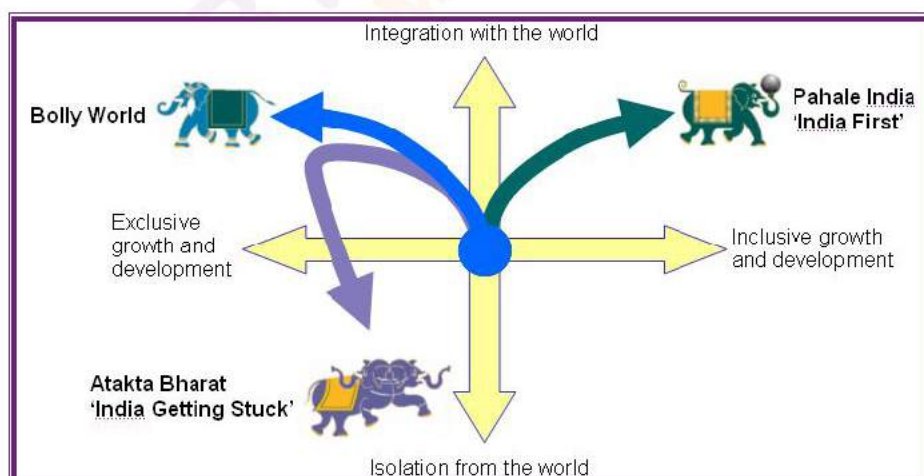 Integration with the world
Bolly World
Pahale India
'India First'
Exclusive
growth and
development
Inclusive growth
and development
Atakta Bharat
'India Getting Stuck'
Isolation from the world